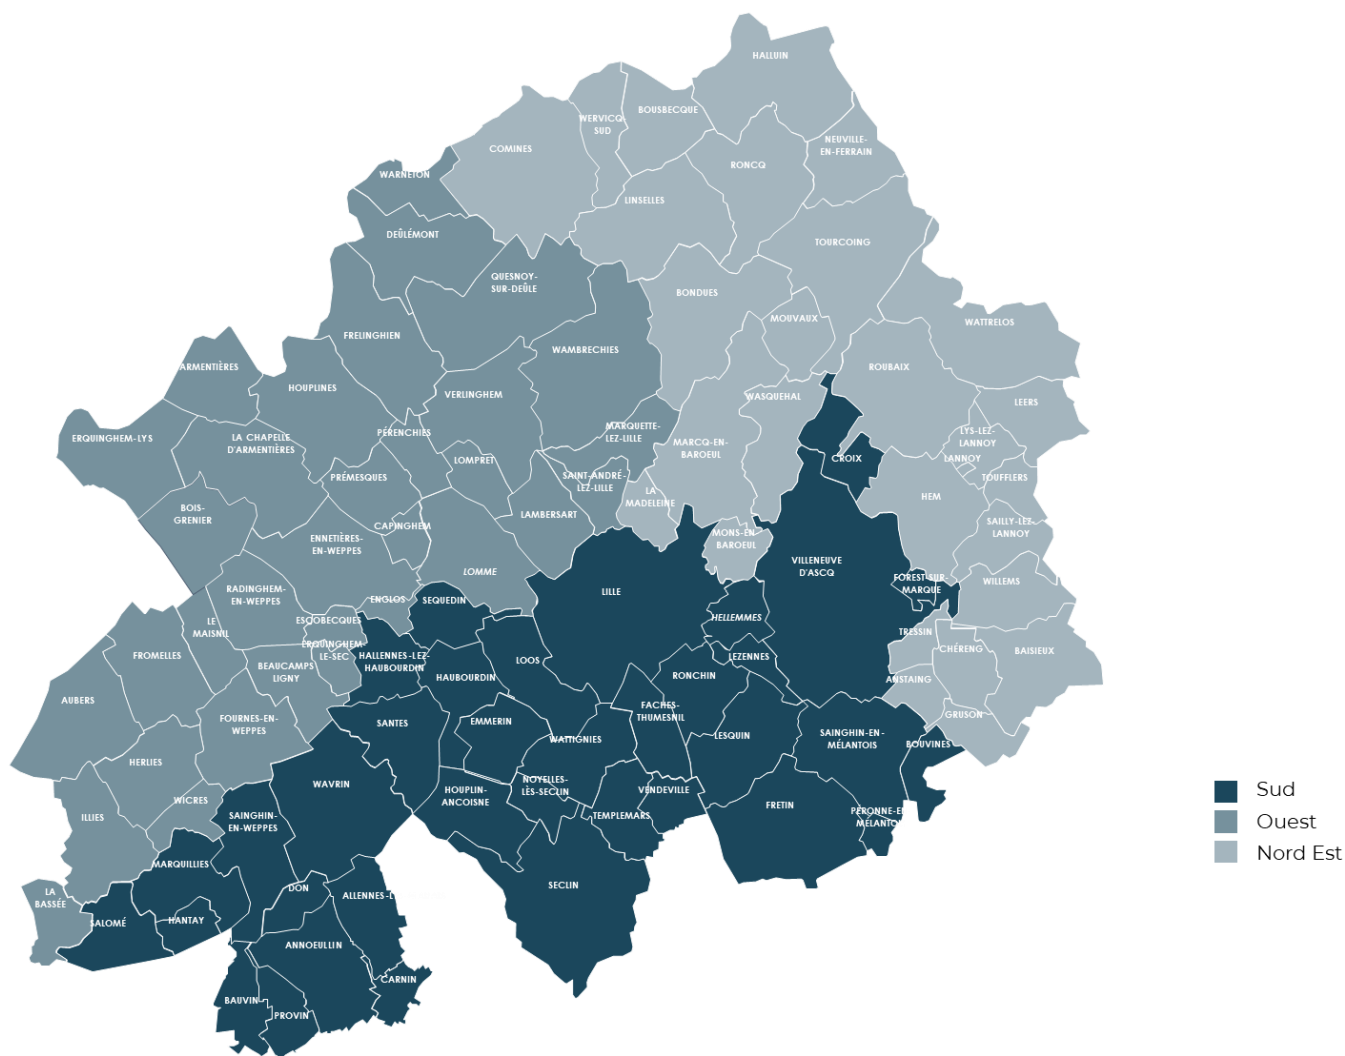 HALLUIN
BOUSBECQUE
WERVICQ-
SUD
COMINES
NEUVILLE-
EN-FERRAIN
RONCQ
WARNETON
LINSELLES
DEÛLÉMONT
TOURCOING
QUESNOY-
SUR-DEÛLE
BONDUES
MOUVAUX
WATTRELOS
FRELINGHIEN
WAMBRECHIES
ARMENTIÈRES
ROUBAIX
HOUPLINES
VERLINGHEM
WASQUEHAL
LEERS
MARQUETTE-
LEZ-LILLE
PÉRENCHIES
ERQUINGHEM-LYS
LA CHAPELLE
D'ARMENTIÈRES
LYS-LEZ-
LANNOY
MARCQ-EN-
BAROEUL
LOMPRET
CROIX
LANNOY
PRÉMESQUES
SAINT-ANDRÉ-
LEZ-LILLE
TOUFFLERS
LA
MADELEINE
HEM
BOIS-
GRENIER
LAMBERSART
CAPINGHEM
SAILLY-LEZ-
LANNOY
ENNETIÈRES-
EN-WEPPES
MONS-EN
BAROEUL
VILLENEUVE
D'ASCQ
LOMME
FOREST-SUR-
MARQUE
WILLEMS
RADINGHEM-
EN-WEPPES
LILLE
ENGLOS
SEQUEDIN
HELLEMMES
LE
MAISNIL
ESCOBECQUES
TRESSIN
ERQUINGHEM
LE-SEC
CHÉRENG
BAISIEUX
FROMELLES
HALLENNES-LEZ-
HAUBOURDIN
LOOS
LEZENNES
BEAUCAMPS
LIGNY
HAUBOURDIN
RONCHIN
ANSTAING
AUBERS
FACHES-
THUMESNIL
GRUSON
FOURNES-EN-
WEPPES
SANTES
EMMERIN
WATTIGNIES
LESQUIN
SAINGHIN-EN-
MÉLANTOIS
BOUVINES
HERLIES
WAVRIN
NOYELLES-
LÈS-SECLIN
HOUPLIN-
ANCOISNE
VENDEVILLE
Sud
WICRES
FRETIN
ILLIES
SAINGHIN-
EN-WEPPES
TEMPLEMARS
PÉRONNE-EN
MÉLANTOI
Ouest
Nord Est
MARQUILLIES
LA
BASSÉE
SECLIN
DON
ALLENNES-L
SALOMÉ
HANTAY
ANNOEULLIN
CARNIN
BAUVIN
PROVIN